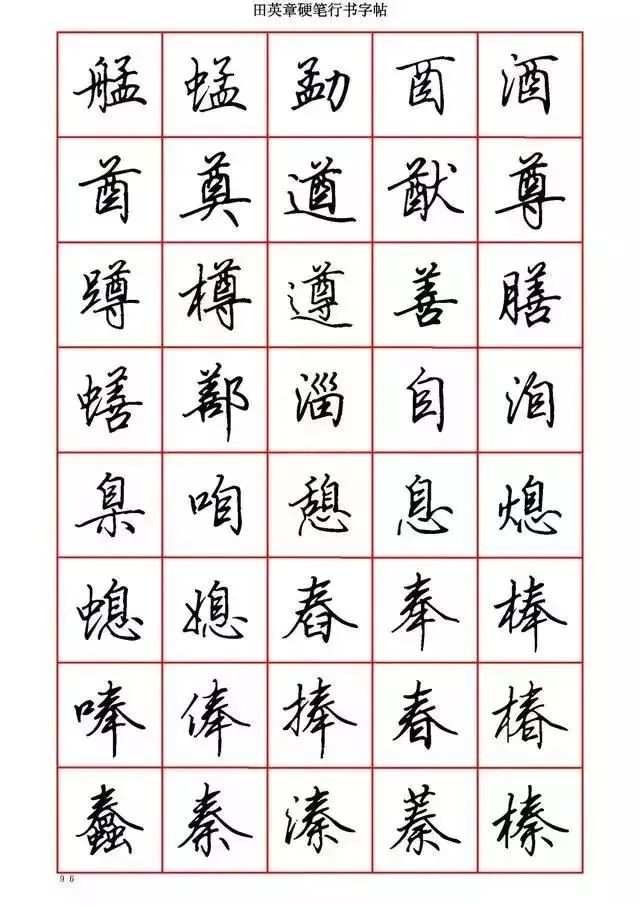 田英章硬笔行书字帖
艋 蜢 勐 酉 酒
酋 奠 遒 猷 尊
蹲 樽 遵 善 膳
蟮 鄯 淄 自 洎
臬 咱 憩 息 熄
螅 媳 舂 奉 棒
唪 俸 捧 春 椿
蠢 秦 溱 蓁 榛
96